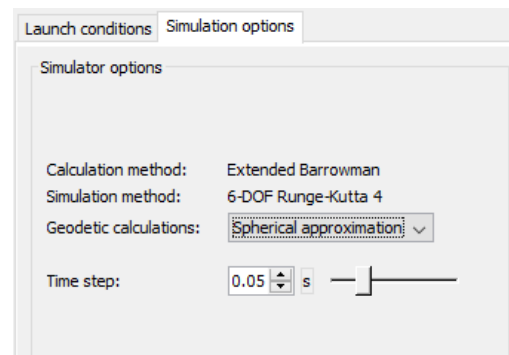 Launch conditions Simulation options
Simulator options
Calculation method: Extended Barrowman
Simulation method: 6-DOF Runge-Kutta 4
Geodetic calculations: Spherical approximation
Time step: 0.05 s